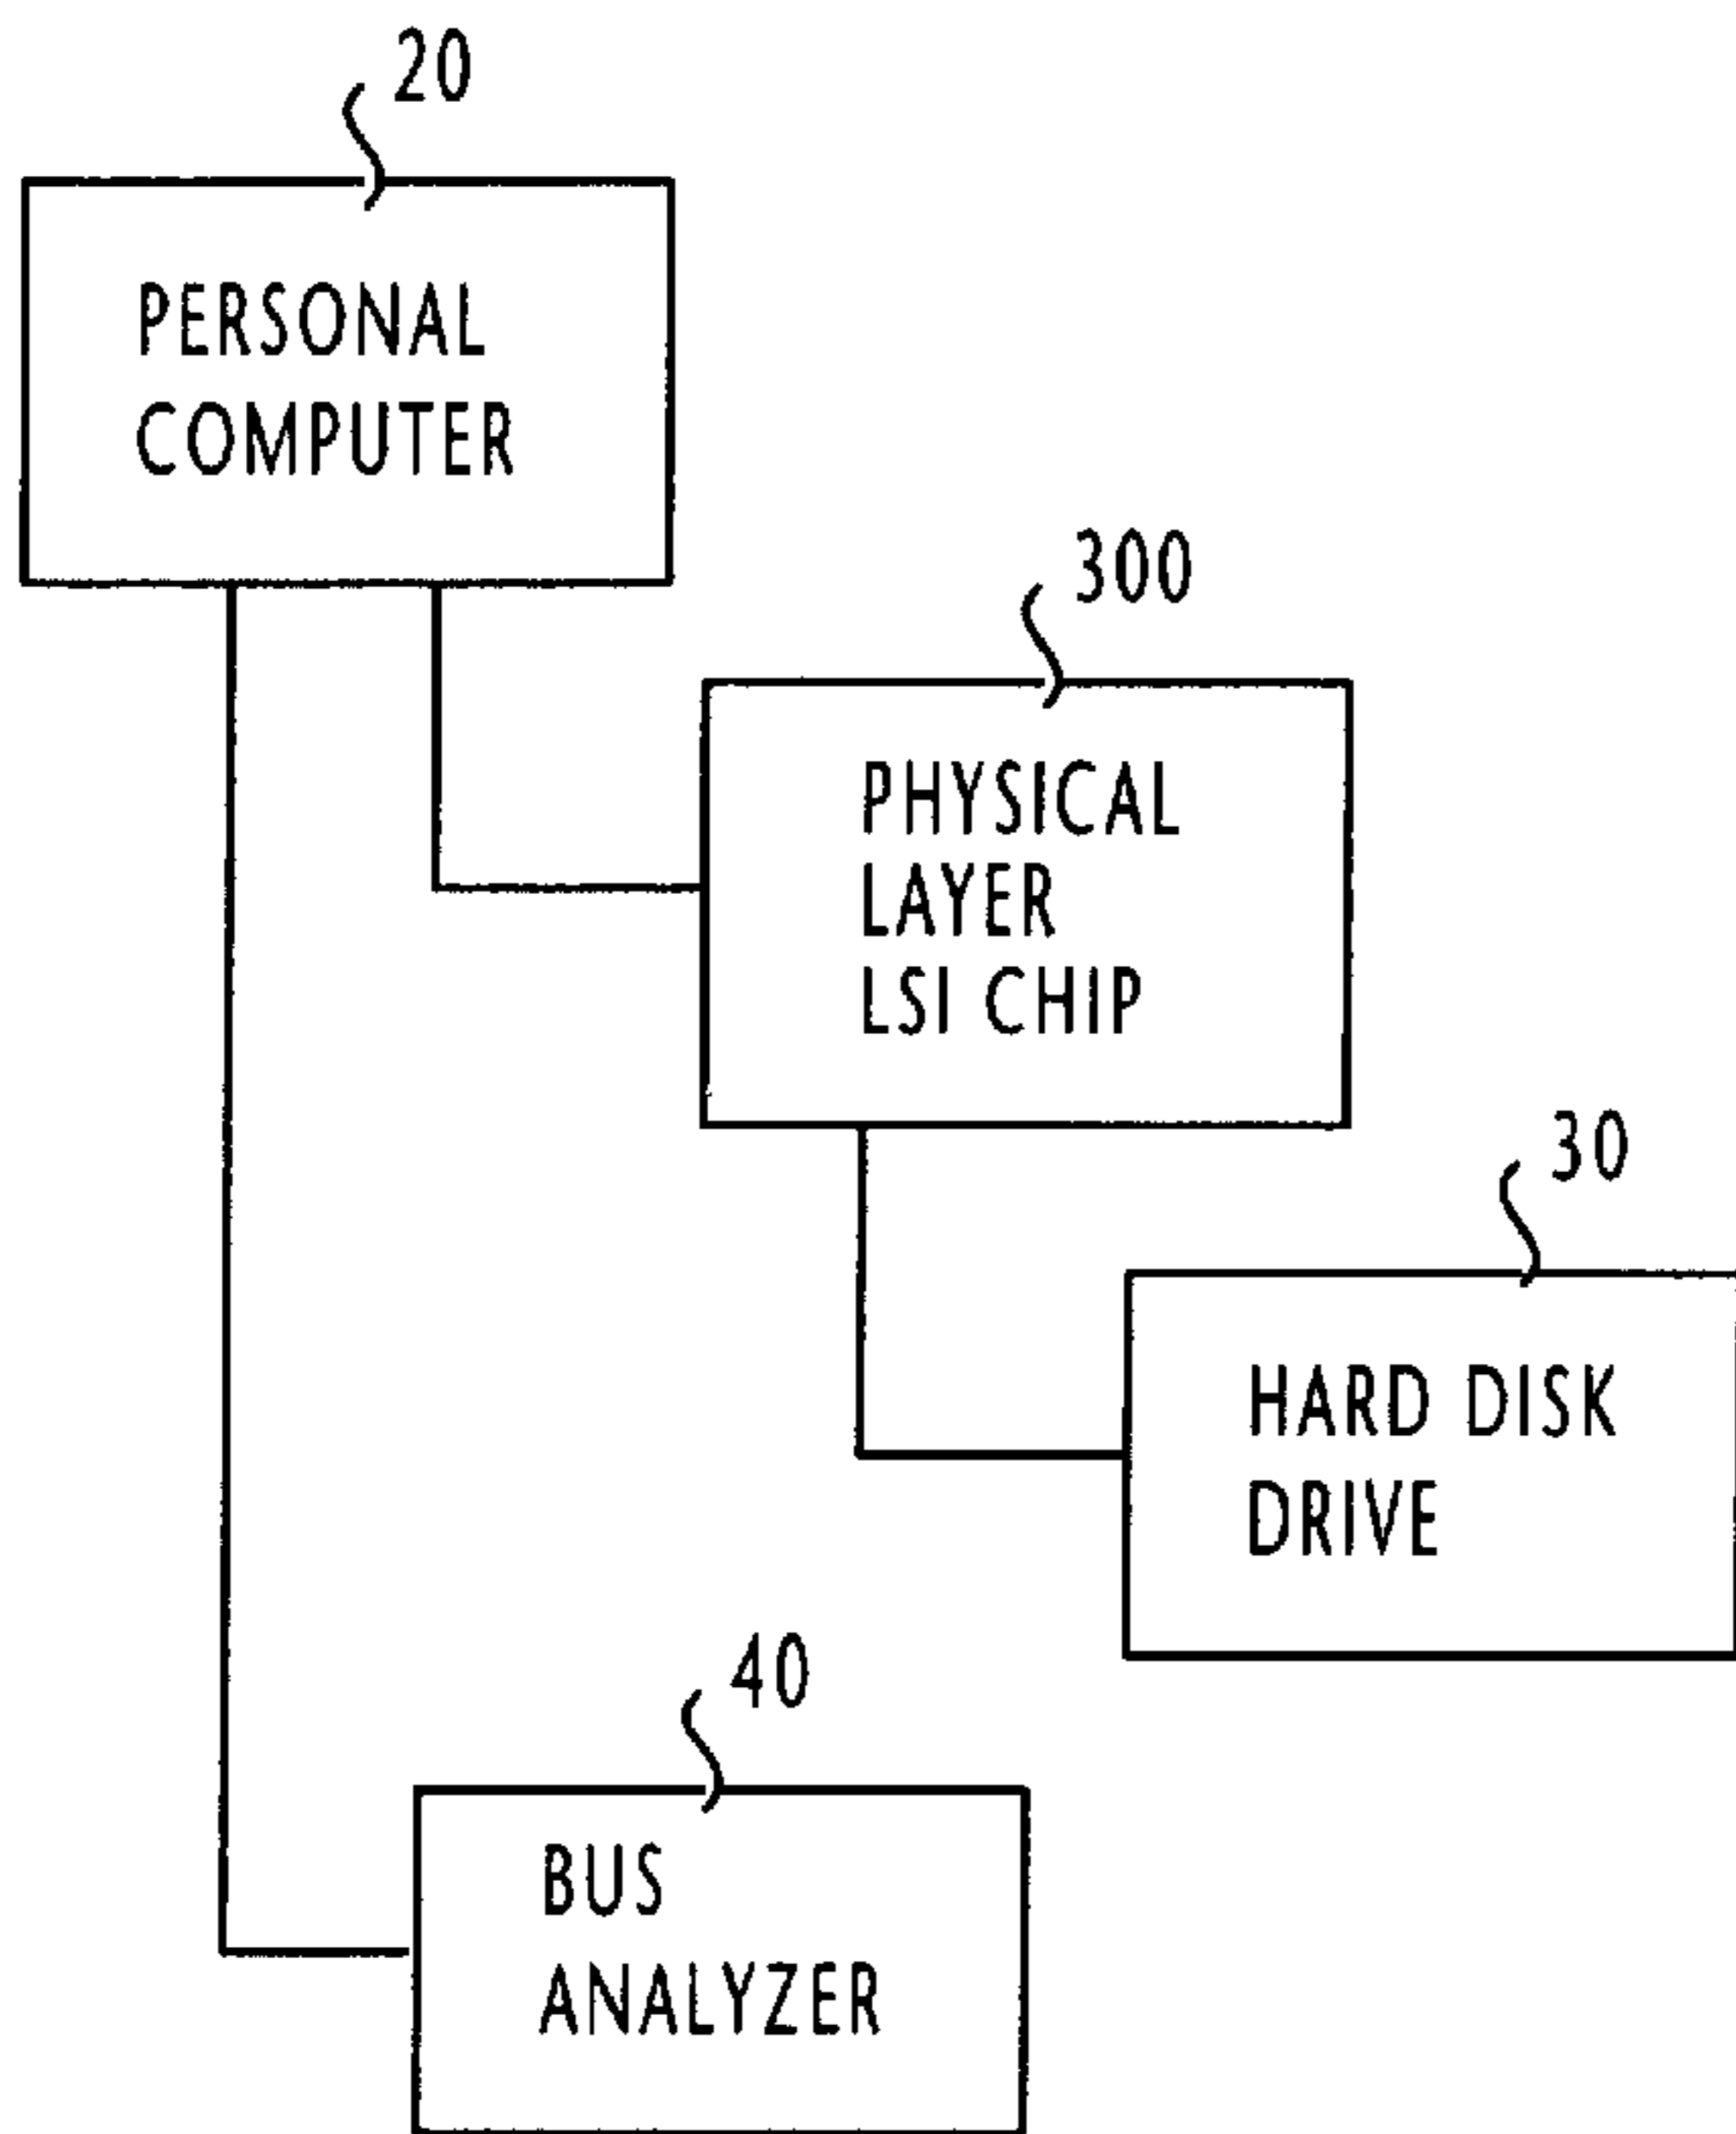 20
PERSONAL
COMPUTER
300
PHYSICAL
LAYER
LSI CHIP
30
HARD DISK
DRIVE
40
BUS
ANALYZER